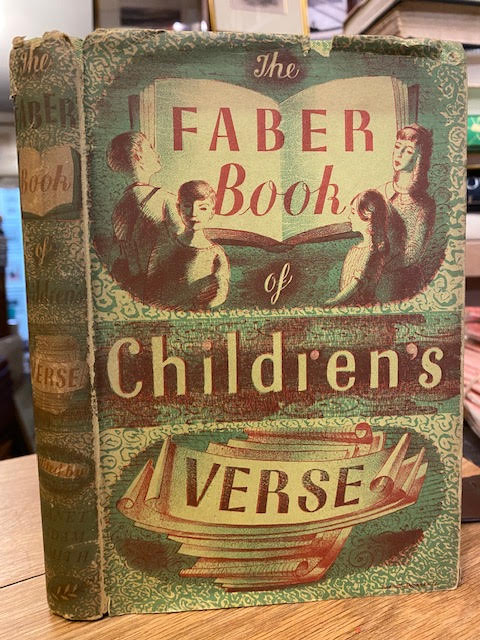 The
FABER
Book
of
Children's
VERSE
The
FABER
Book
of
Children's
VERSE